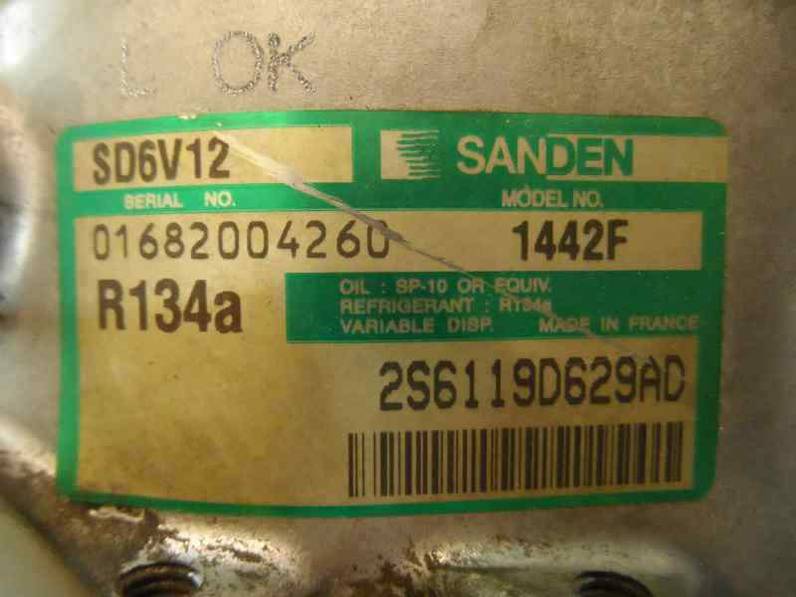 L OK
SD6V12 SANDEN
SERIAL NO. MODEL NO.
01682004260 1442F
R134a
OIL : SP-10 OR EQUIV.
REFRIGERANT : R134a
VARIABLE DISP. MADE IN FRANCE
2S6119D629AD